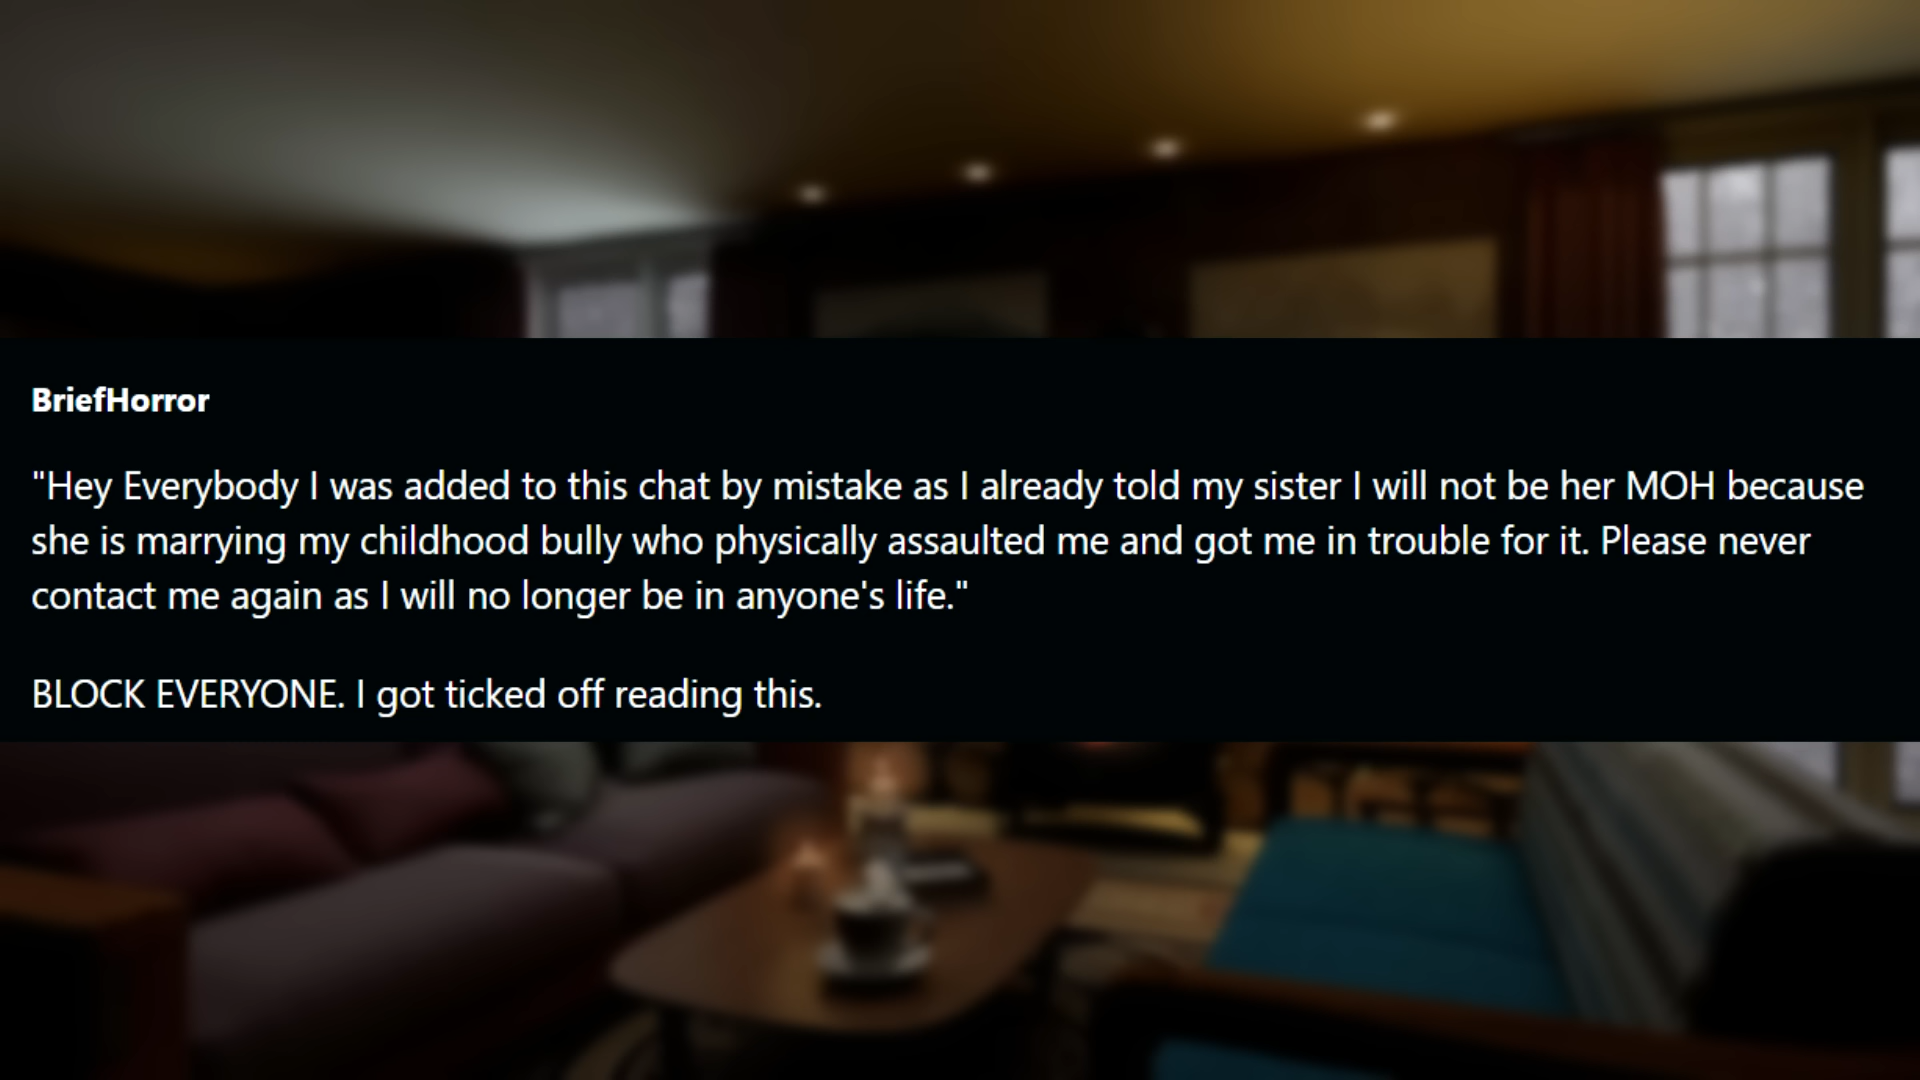 BriefHorror
"Hey Everybody I was added to this chat by mistake as I already told my sister I will not be her MOH because
she is marrying my childhood bully who physically assaulted me and got me in trouble for it. Please never
contact me again as I will no longer be in anyone's life."
BLOCK EVERYONE. I got ticked off reading this.